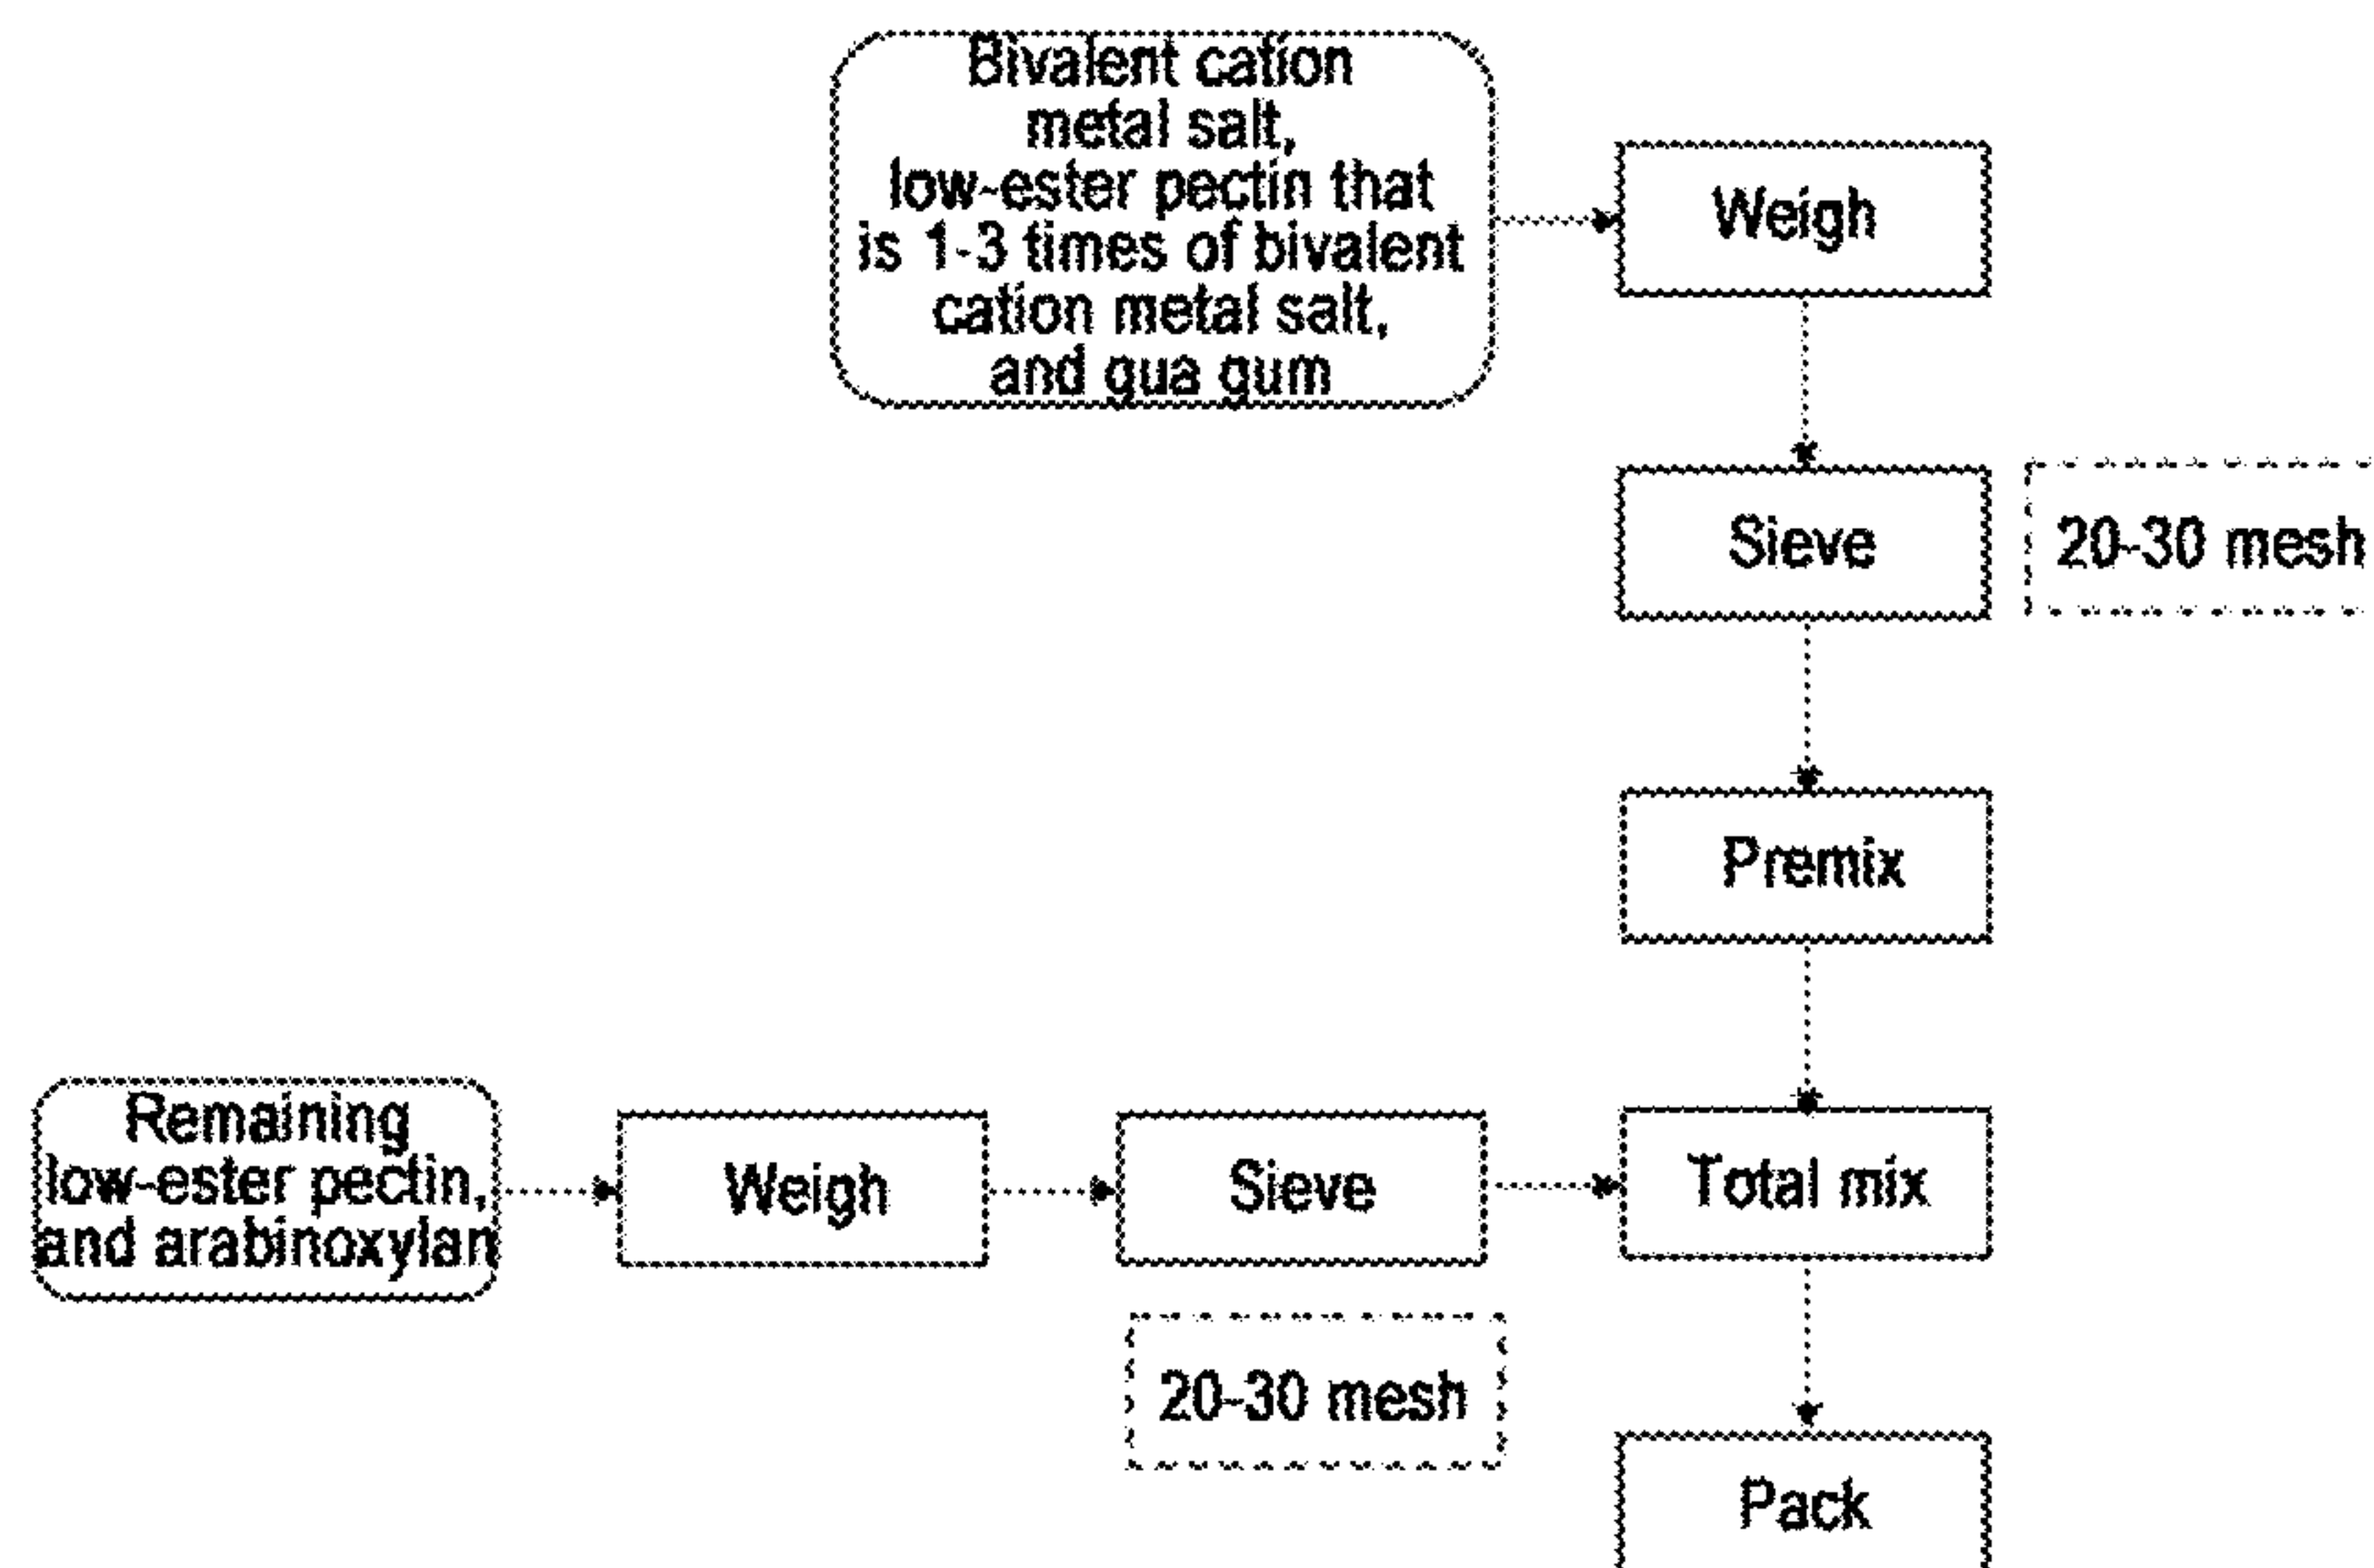 Bivalent cation
metal salt,
low-ester pectin that
is 1-3 times of bivalent
cation metal salt,
and gua gum
Weigh
Sieve
20-30 mesh
Premix
Remaining
low-ester pectin,
and arabinoxylan
Weigh
Sieve
Total mix
20-30 mesh
Pack